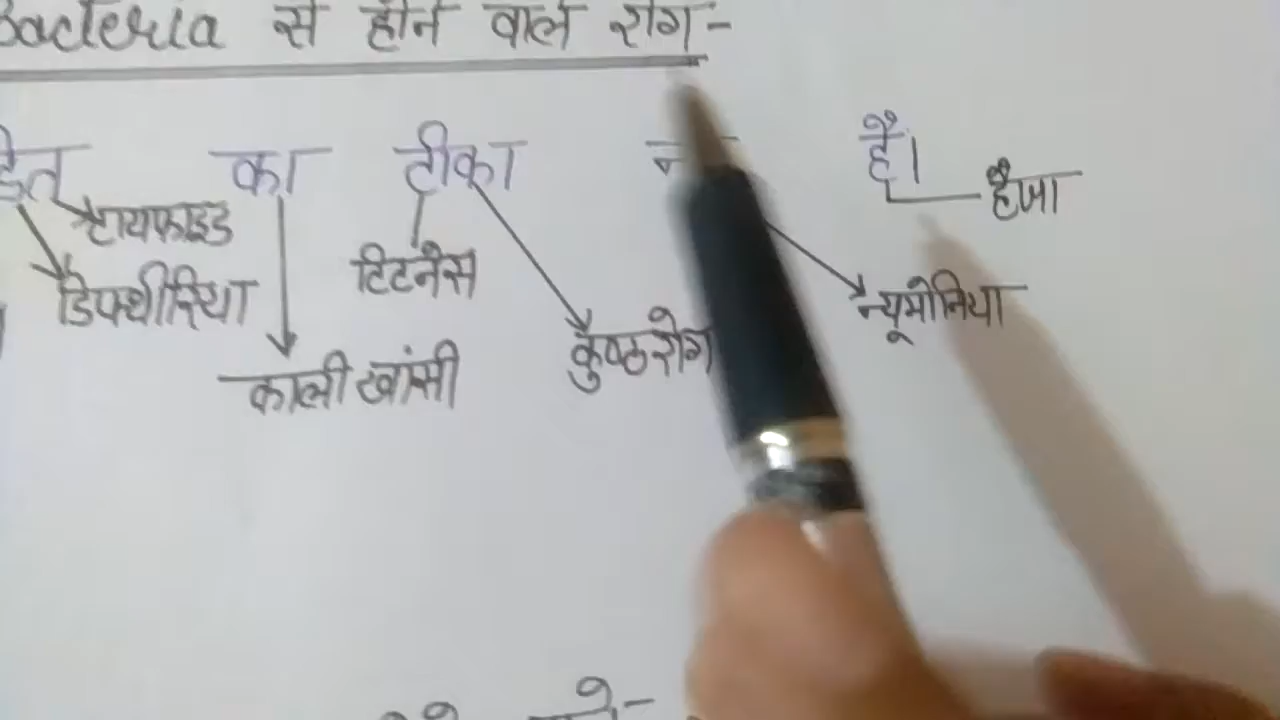 Bacteria से होने वाले रोग-
का टीका है।
टायफाइड हैजा
डिफ्थीरिया टिटनेस न्यूमोनिया
काली खांसी कुष्ठरोग